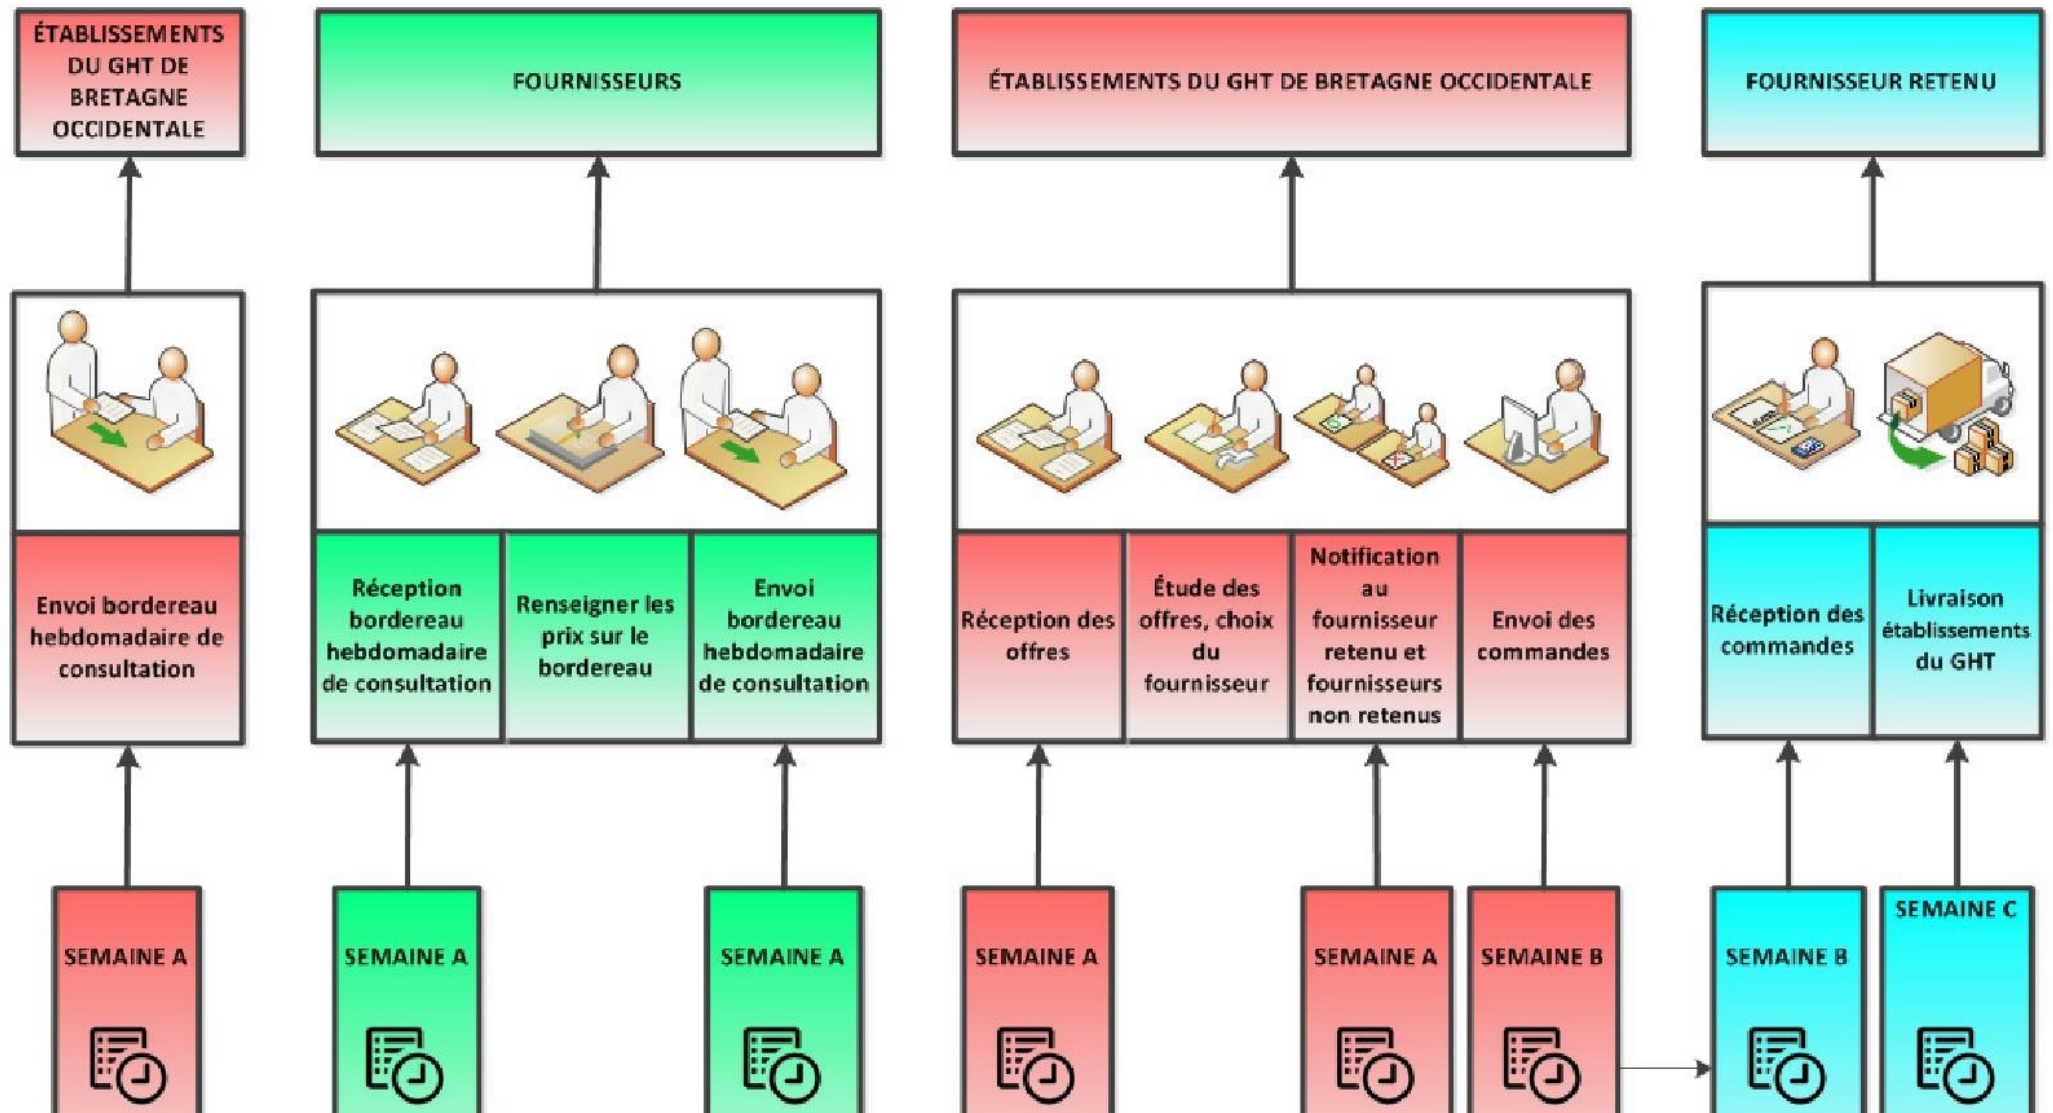 ÉTABLISSEMENTS
DU GHT DE
BRETAGNE
OCCIDENTALE
FOURNISSEURS
ÉTABLISSEMENTS DU GHT DE BRETAGNE OCCIDENTALE
FOURNISSEUR RETENU
Envoi bordereau
hebdomadaire de
consultation
Réception
bordereau
hebdomadaire
de consultation
Renseigner les
prix sur le
bordereau
Envoi
bordereau
hebdomadaire
de consultation
Réception des
offres
Étude des
offres, choix
du
fournisseur
Notification
au
fournisseur
retenu et
fournisseurs
non retenus
Envoi des
commandes
Réception des
commandes
Livraison
établissements
du GHT
SEMAINE A
SEMAINE A
SEMAINE A
SEMAINE A
SEMAINE A
SEMAINE B
SEMAINE B
SEMAINE C